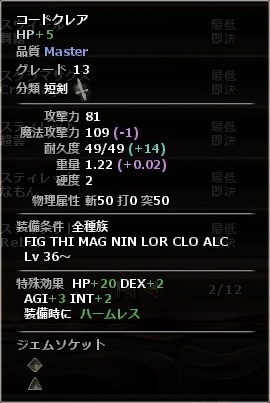 コードクレア
HP+5
品質 Master
グレード 13
分類 短剣
攻撃力 81
魔法攻撃力 109 (-1)
耐久度 49/49 (+14)
重量 1.22 (+0.02)
硬度 2
物理属性 斬50 打0 突50
装備条件 全種族
FIG THI MAG NIN LOR CLO ALC
Lv 36～
特殊効果 HP+20 DEX+2
AGI+3 INT+2
装備時に ハームレス
2/12
ジェムソケット
最低
即決
最低
即決
最低
即決
最低
即決